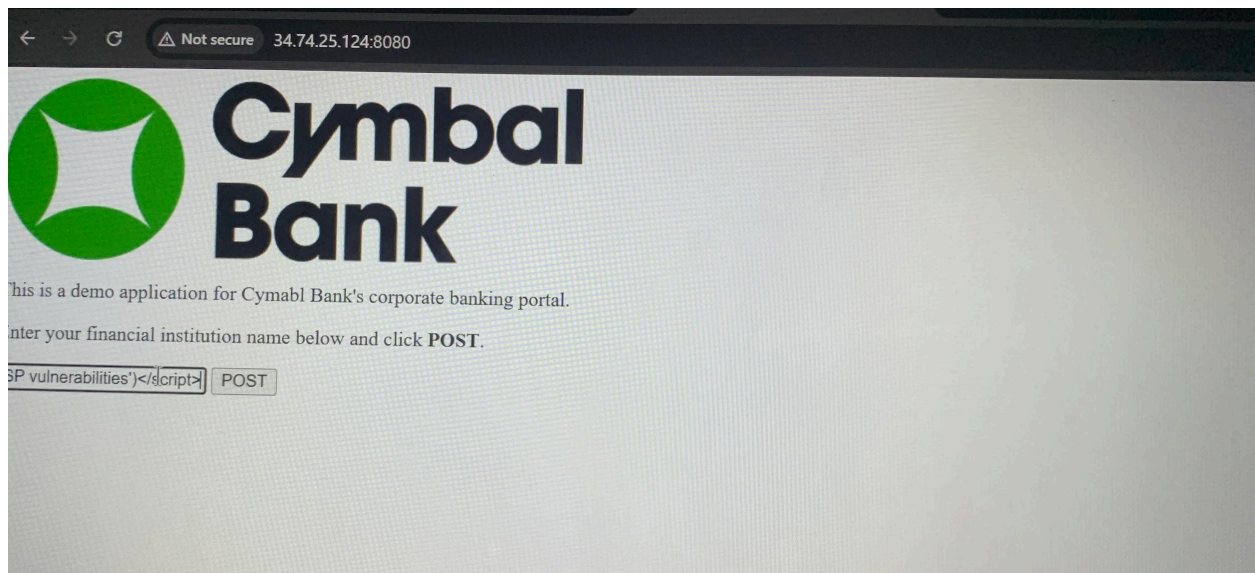 Not secure 34.74.25.124:8080
Cymbal
Bank
his is a demo application for Cymabl Bank's corporate banking portal.
nter your financial institution name below and click POST.
SP vulnerabilities')</script> POST